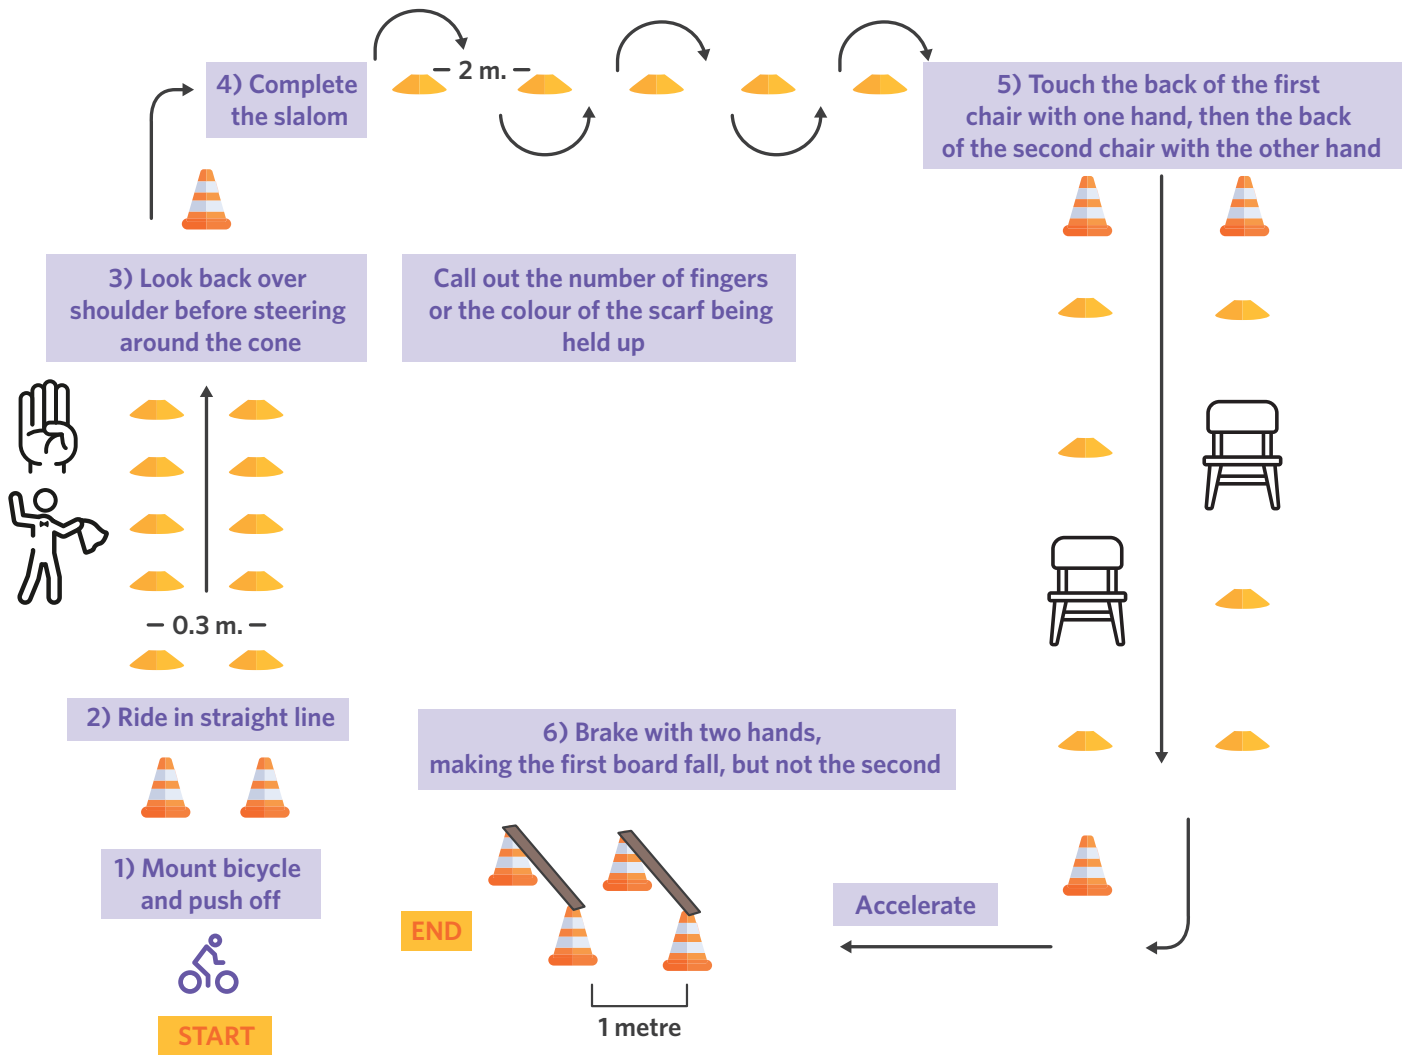 START
1) Mount bicycle
and push off
2) Ride in straight line
0.3 m.
3) Look back over
shoulder before steering
around the cone
Call out the number of fingers
or the colour of the scarf being
held up
4) Complete
the slalom
2 m.
5) Touch the back of the first
chair with one hand, then the back
of the second chair with the other hand
Accelerate
6) Brake with two hands,
making the first board fall, but not the second
1 metre
END